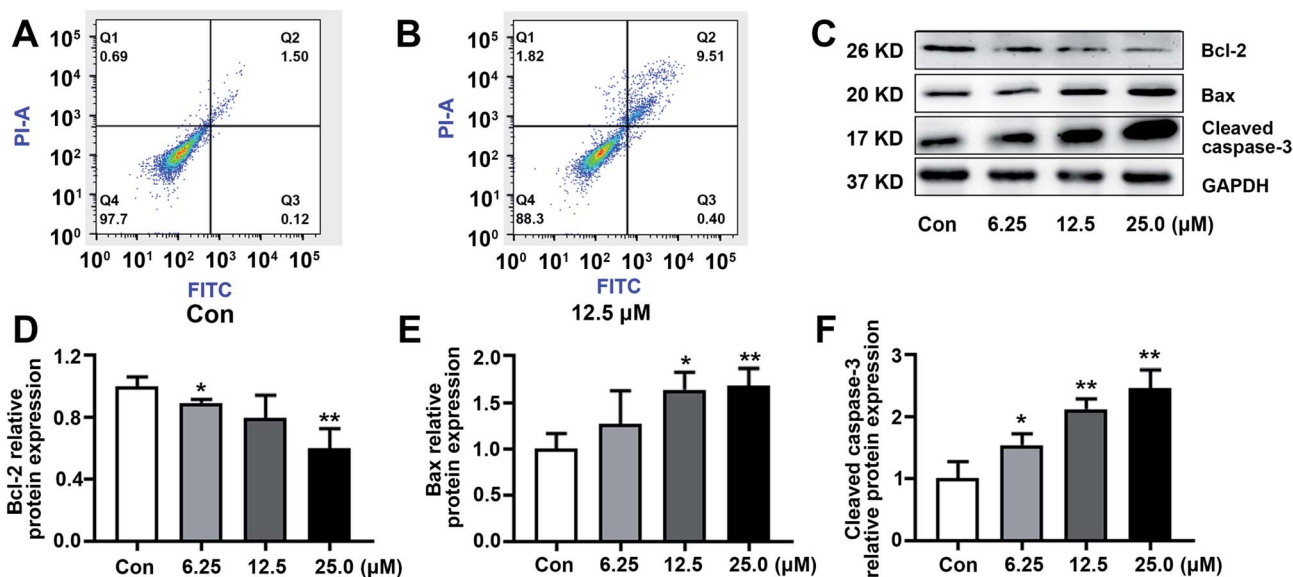 A
PI-A
10⁵
10⁴
10³
10²
10¹
10⁰
Q1
0.69
Q2
1.50
Q4
97.7
Q3
0.12
10⁰ 10¹ 10² 10³ 10⁴ 10⁵
FITC
Con
B
PI-A
10⁵
10⁴
10³
10²
10¹
10⁰
Q1
1.82
Q2
9.51
Q4
88.3
Q3
0.40
10⁰ 10¹ 10² 10³ 10⁴ 10⁵
FITC
12.5 μM
C
26 KD Bcl-2
20 KD Bax
17 KD Cleaved
caspase-3
37 KD GAPDH
Con 6.25 12.5 25.0 (μM)
D
Bcl-2 relative
protein expression
1.2
0.8
0.4
0.0
*
**
Con 6.25 12.5 25.0 (μM)
E
Bax relative
protein expression
2.0
1.5
1.0
0.5
0.0
*
**
Con 6.25 12.5 25.0 (μM)
F
Cleaved caspase-3
relative protein expression
3
2
1
0
*
**
**
Con 6.25 12.5 25.0 (μM)